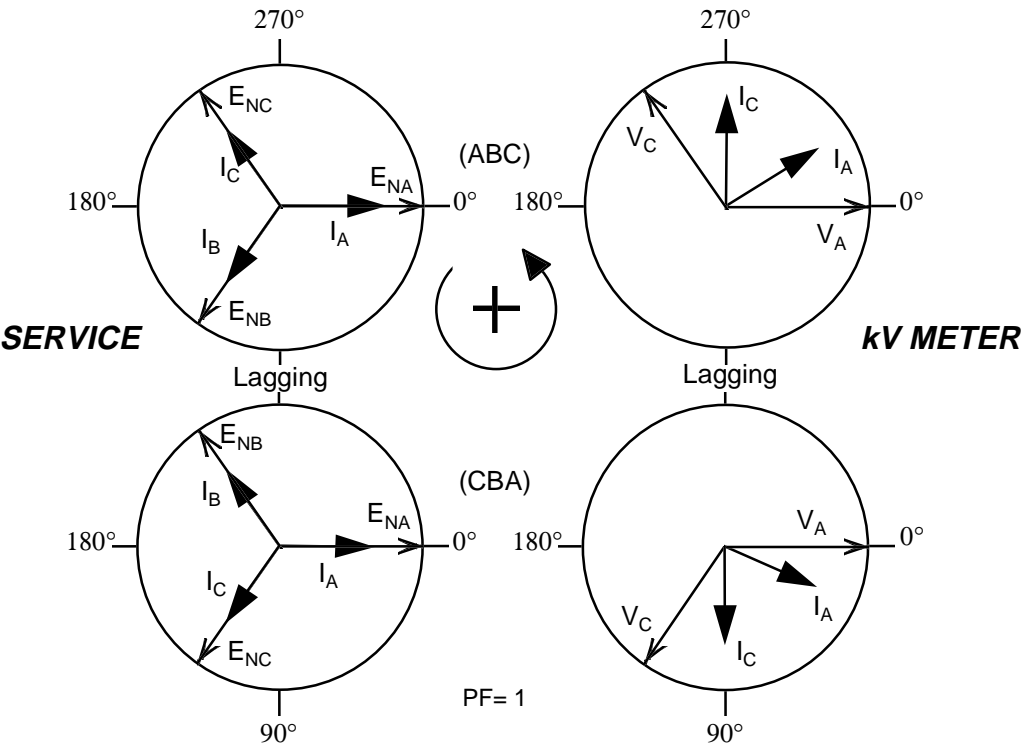 270° 270°
E_NC I_C
V_C
(ABC)
I_C I_A
E_NA
180° 0° 180° 0°
I_B I_A V_A
E_NB
SERVICE + kV METER
Lagging Lagging
E_NB
I_B (CBA)
E_NA V_A
180° 0° 180° 0°
I_C I_A I_A
V_C
E_NC I_C
PF= 1
90° 90°